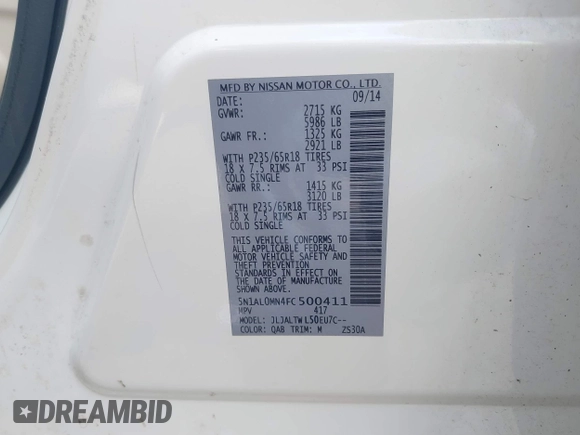 MFD BY NISSAN MOTOR CO., LTD.
DATE: 09/14
GVWR: 2715 KG
5986 LB
GAWR FR.: 1325 KG
2921 LB
WITH P235/65R18 TIRES
18 X 7.5 RIMS AT 33 PSI
COLD SINGLE
GAWR RR.: 1415 KG
3120 LB
WITH P235/65R18 TIRES
18 X 7.5 RIMS AT 33 PSI
COLD SINGLE
THIS VEHICLE CONFORMS TO
ALL APPLICABLE FEDERAL
MOTOR VEHICLE SAFETY AND
THEFT PREVENTION
STANDARDS IN EFFECT ON
THE DATE OF MANUFACTURE
SHOWN ABOVE.
5N1AL0MN4FC500411
MPV 417
MODEL: JLJALTWL50EU7C--
COLOR: QAB TRIM: M ZS30A
DREAMBID